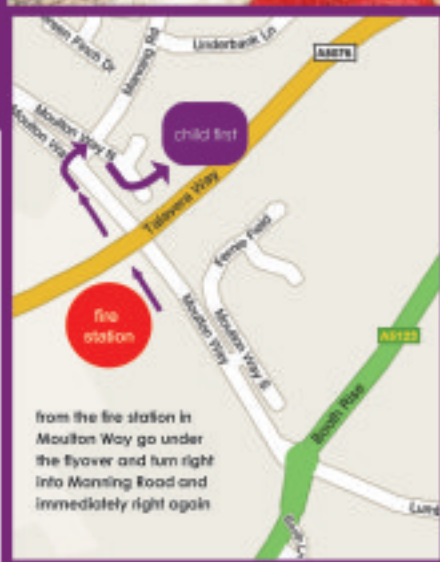 Underbank Ln
Manning Rd
A5076
Moulton Way N
Moulton Way
child first
Talavera Way
Ferrie Field
fire
station
Moulton Way
Moulton Way S
A5123
Booth Rise
from the fire station in
Moulton Way go under
the flyover and turn right
into Manning Road and
immediately right again